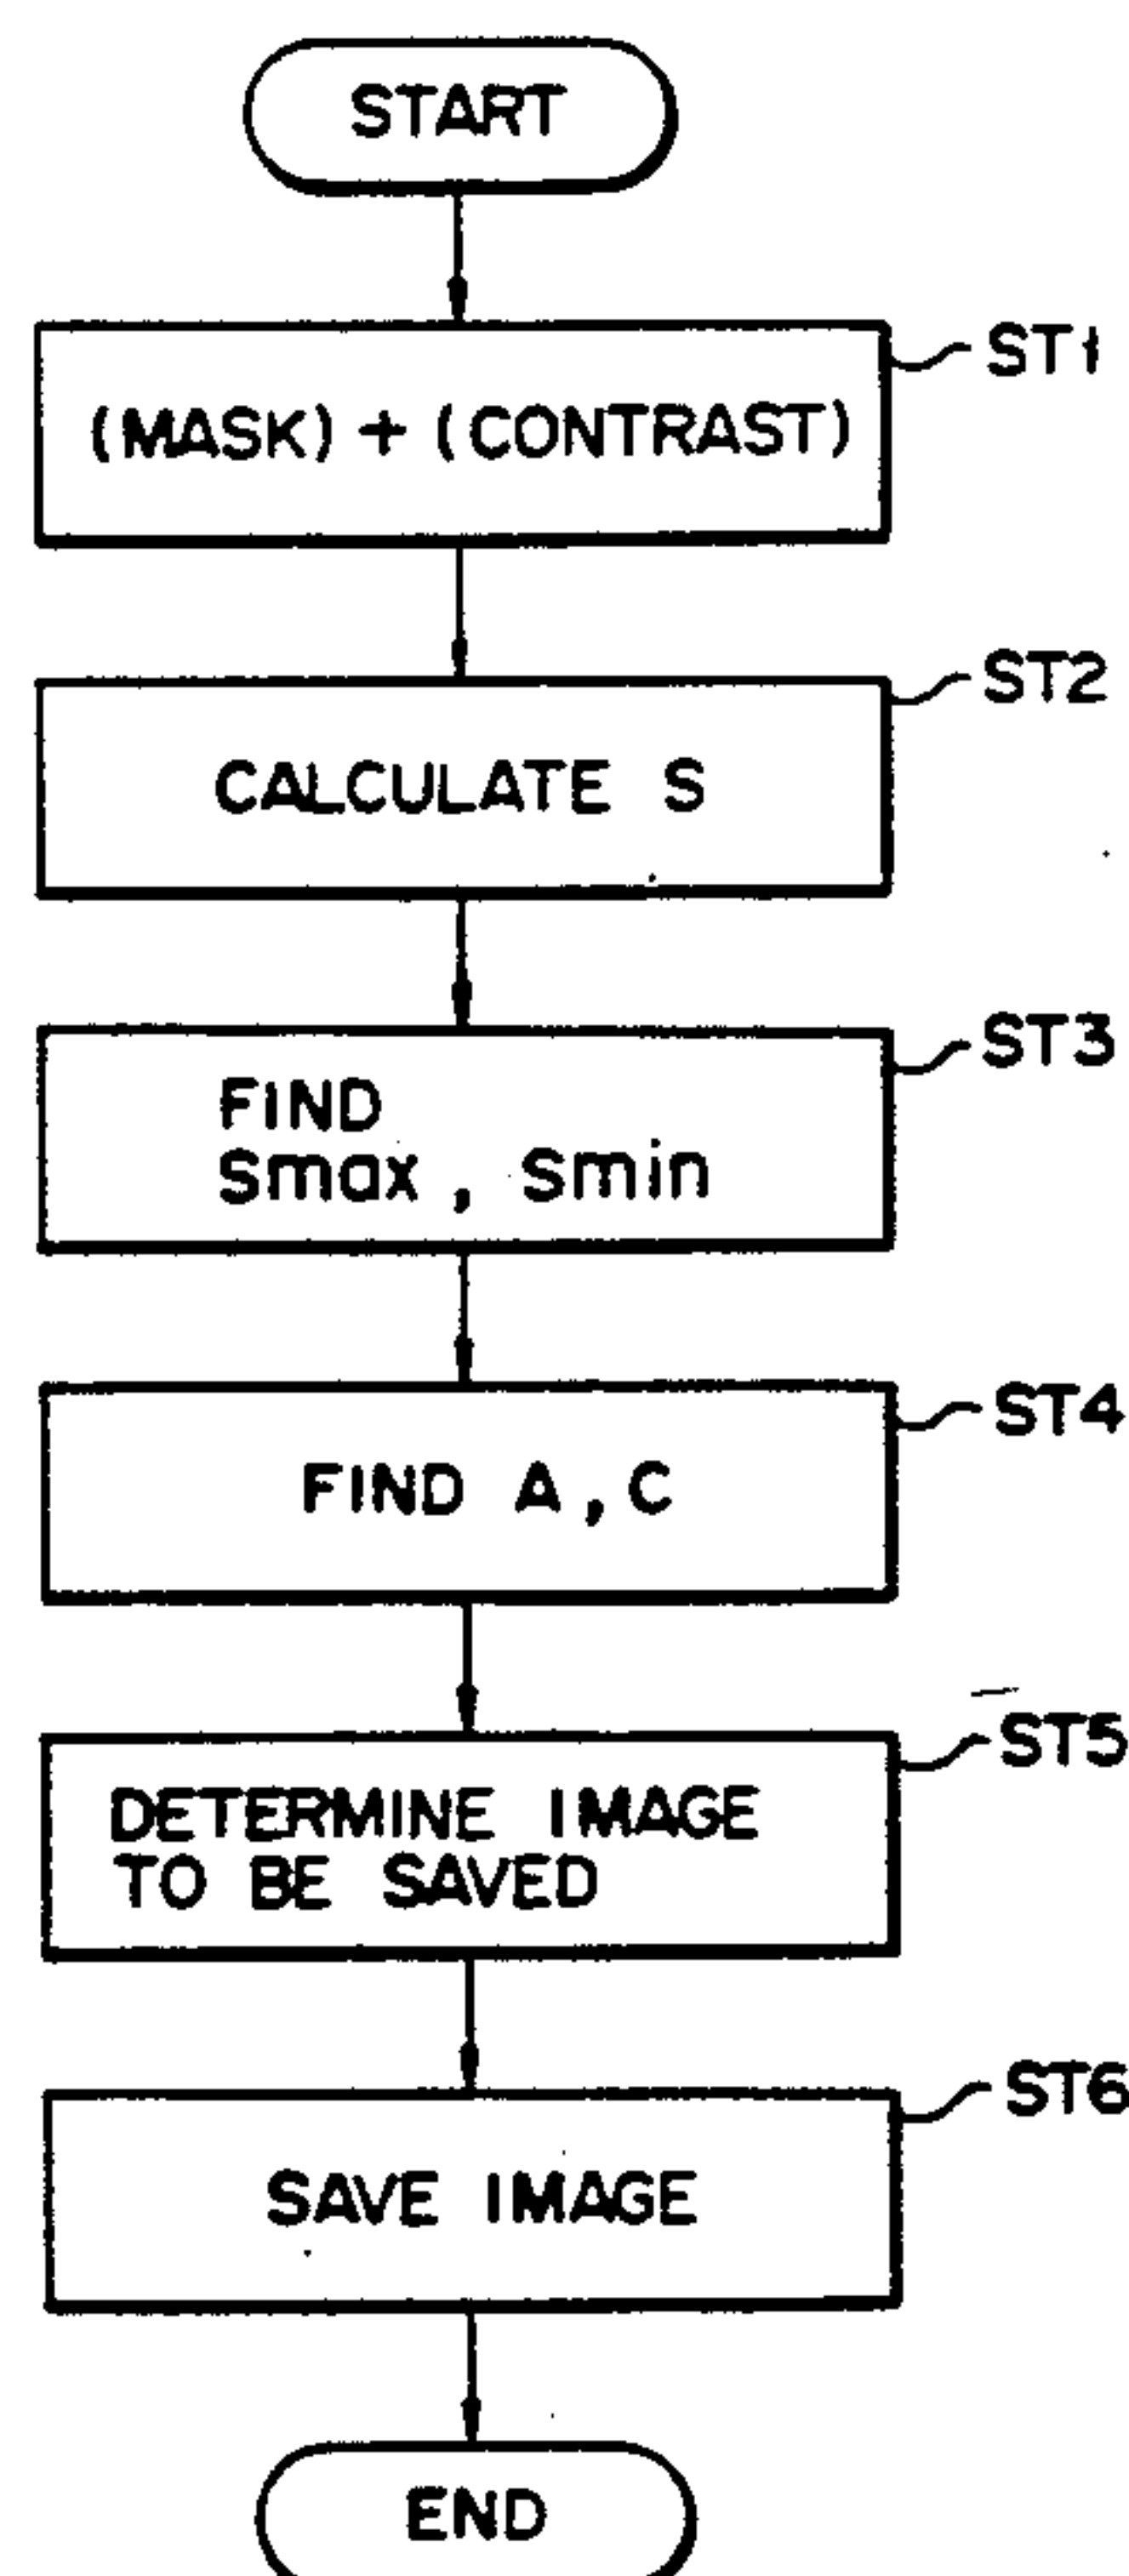 START
(MASK) + (CONTRAST)
ST1
CALCULATE S
ST2
FIND
Smax, Smin
ST3
FIND A, C
ST4
DETERMINE IMAGE
TO BE SAVED
ST5
SAVE IMAGE
ST6
END